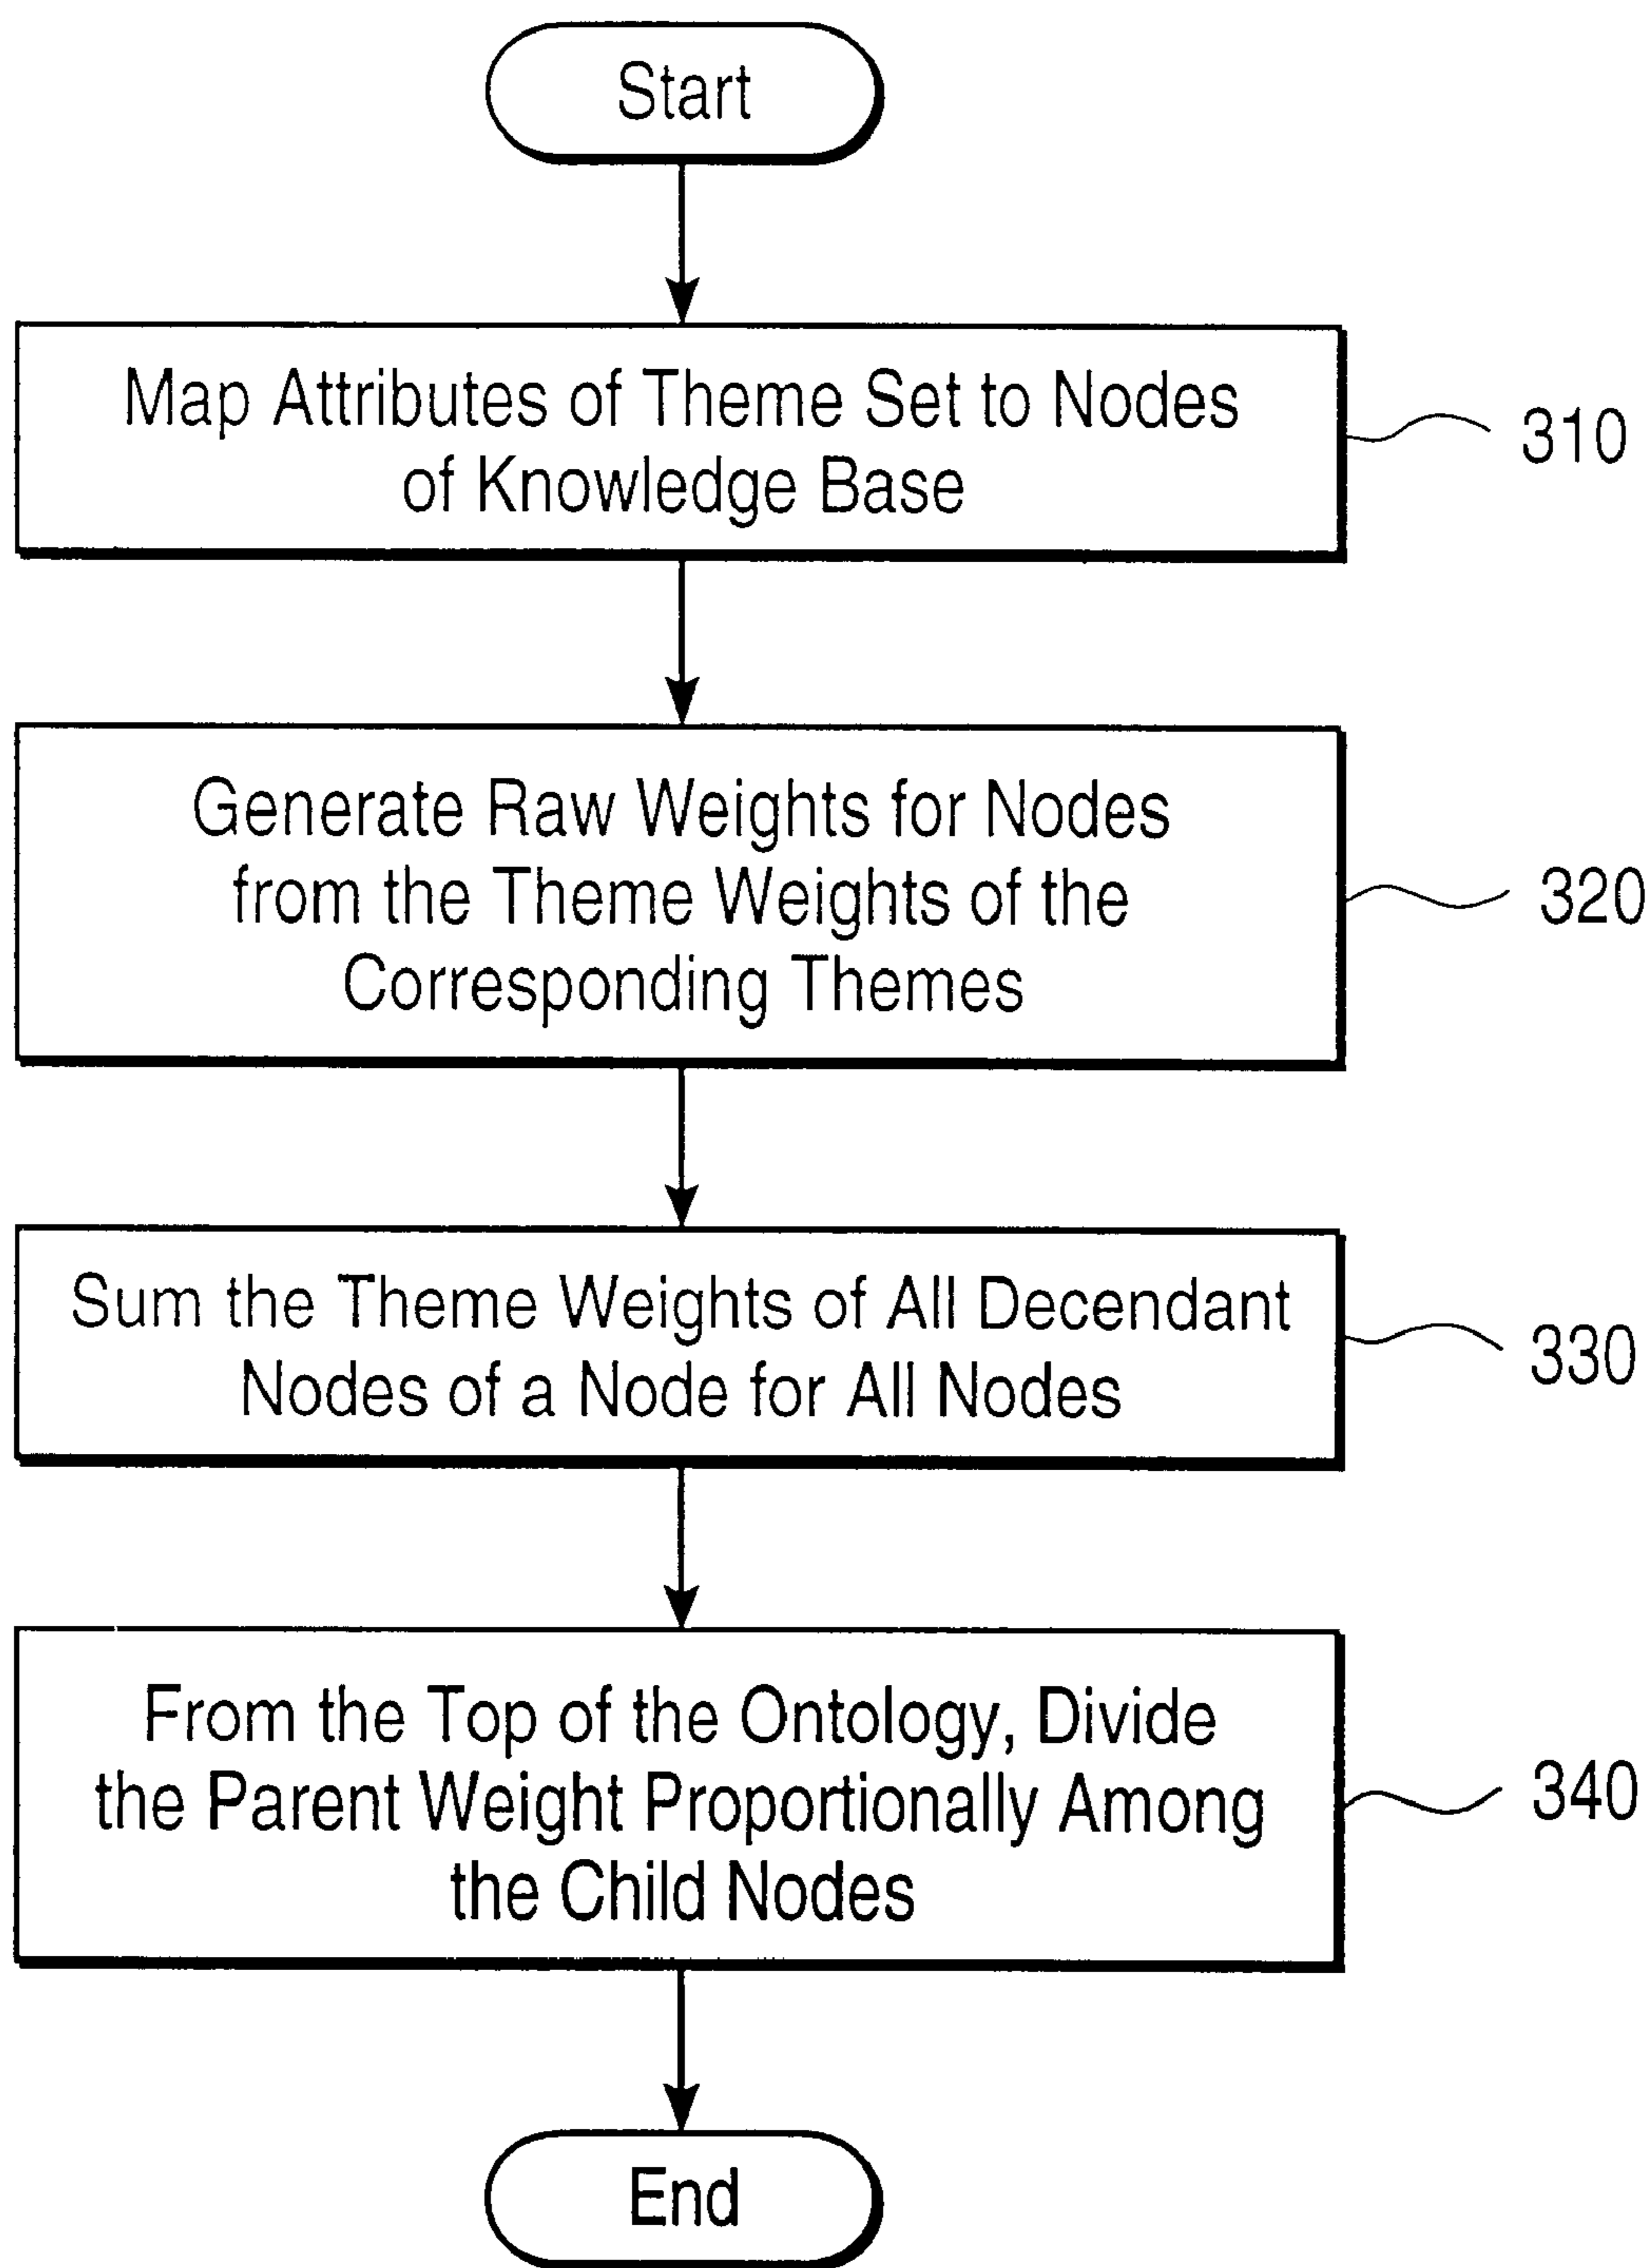 Start
Map Attributes of Theme Set to Nodes
of Knowledge Base
310
Generate Raw Weights for Nodes
from the Theme Weights of the
Corresponding Themes
320
Sum the Theme Weights of All Decendant
Nodes of a Node for All Nodes
330
From the Top of the Ontology, Divide
the Parent Weight Proportionally Among
the Child Nodes
340
End